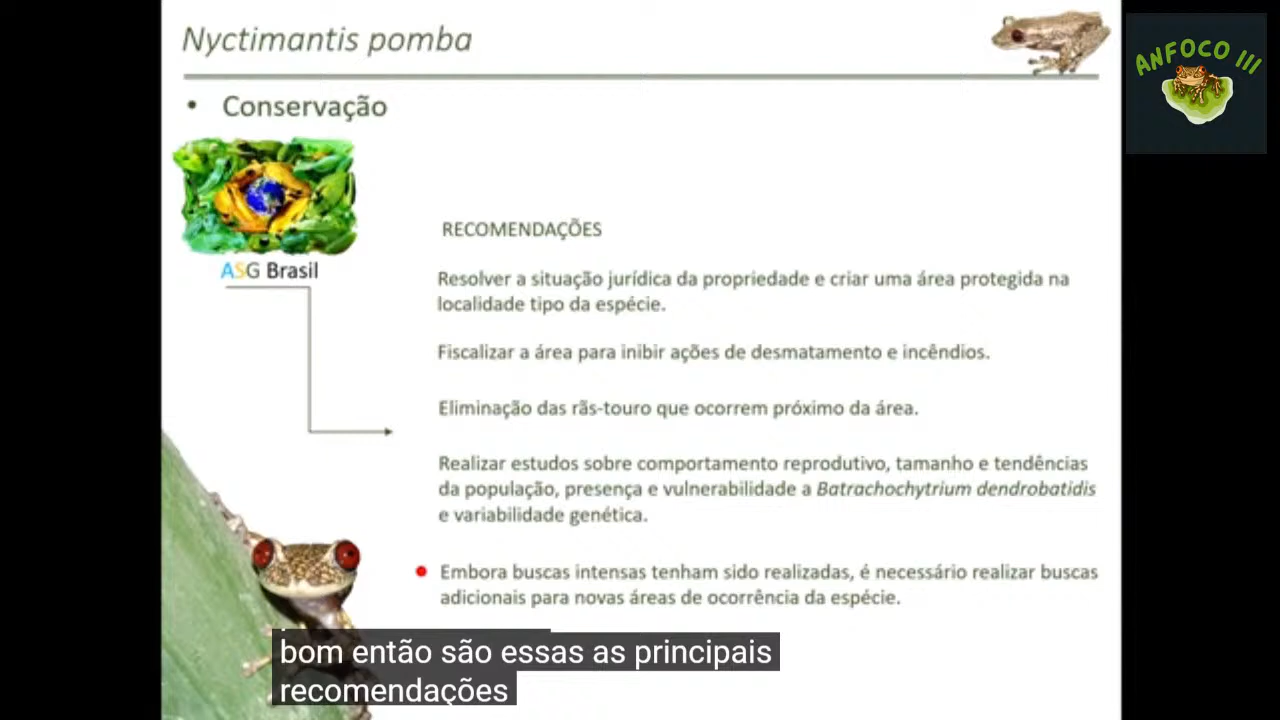 Nyctimantis pomba
ANFOCO III
• Conservação
ASG Brasil
RECOMENDAÇÕES
Resolver a situação jurídica da propriedade e criar uma área protegida na
localidade tipo da espécie.
Fiscalizar a área para inibir ações de desmatamento e incêndios.
Eliminação das rãs-touro que ocorrem próximo da área.
Realizar estudos sobre comportamento reprodutivo, tamanho e tendências
da população, presença e vulnerabilidade a Batrachochytrium dendrobatidis
e variabilidade genética.
Embora buscas intensas tenham sido realizadas, é necessário realizar buscas
adicionais para novas áreas de ocorrência da espécie.
bom então são essas as principais
recomendações